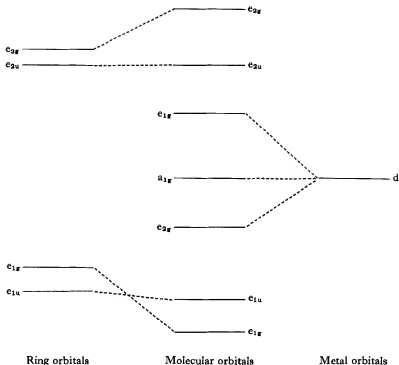 e2g
e2g
e2u
e2u
e1g
a1g
d
e2g
e1g
e1u
e1u
e1g
Ring orbitals Molecular orbitals Metal orbitals